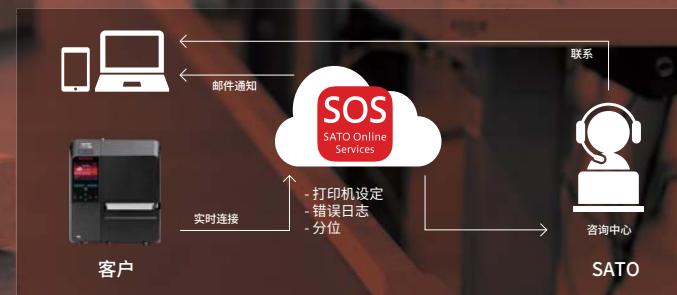 联系
邮件通知
SOS
SATO Online
Services
- 打印机设定
- 错误日志
- 分位
实时连接
咨询中心
客户
SATO